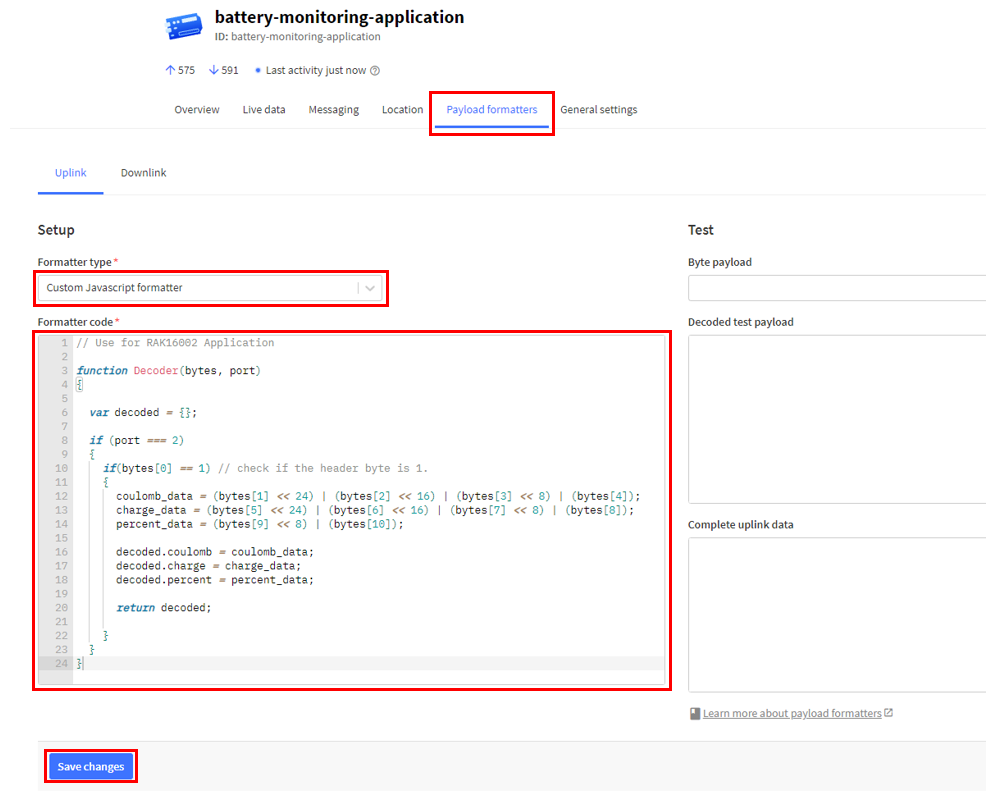 battery-monitoring-application
ID: battery-monitoring-application
575 591 Last activity just now
Overview Live data Messaging Location Payload formatters General settings
Uplink Downlink
Setup
Formatter type*
Custom Javascript formatter
Formatter code*
1 // Use for RAK16002 Application
2
3 function Decoder(bytes, port)
4 {
5
6 var decoded = {};
7
8 if (port === 2)
9 {
10 if(bytes[0] == 1) // check if the header byte is 1.
11 {
12 coulomb_data = (bytes[1] << 24) | (bytes[2] << 16) | (bytes[3] << 8) | (bytes[4]);
13 charge_data = (bytes[5] << 24) | (bytes[6] << 16) | (bytes[7] << 8) | (bytes[8]);
14 percent_data = (bytes[9] << 8) | (bytes[10]);
15
16 decoded.coulomb = coulomb_data;
17 decoded.charge = charge_data;
18 decoded.percent = percent_data;
19
20 return decoded;
21
22 }
23 }
24 }
Test
Byte payload
Decoded test payload
Complete uplink data
Learn more about payload formatters
Save changes